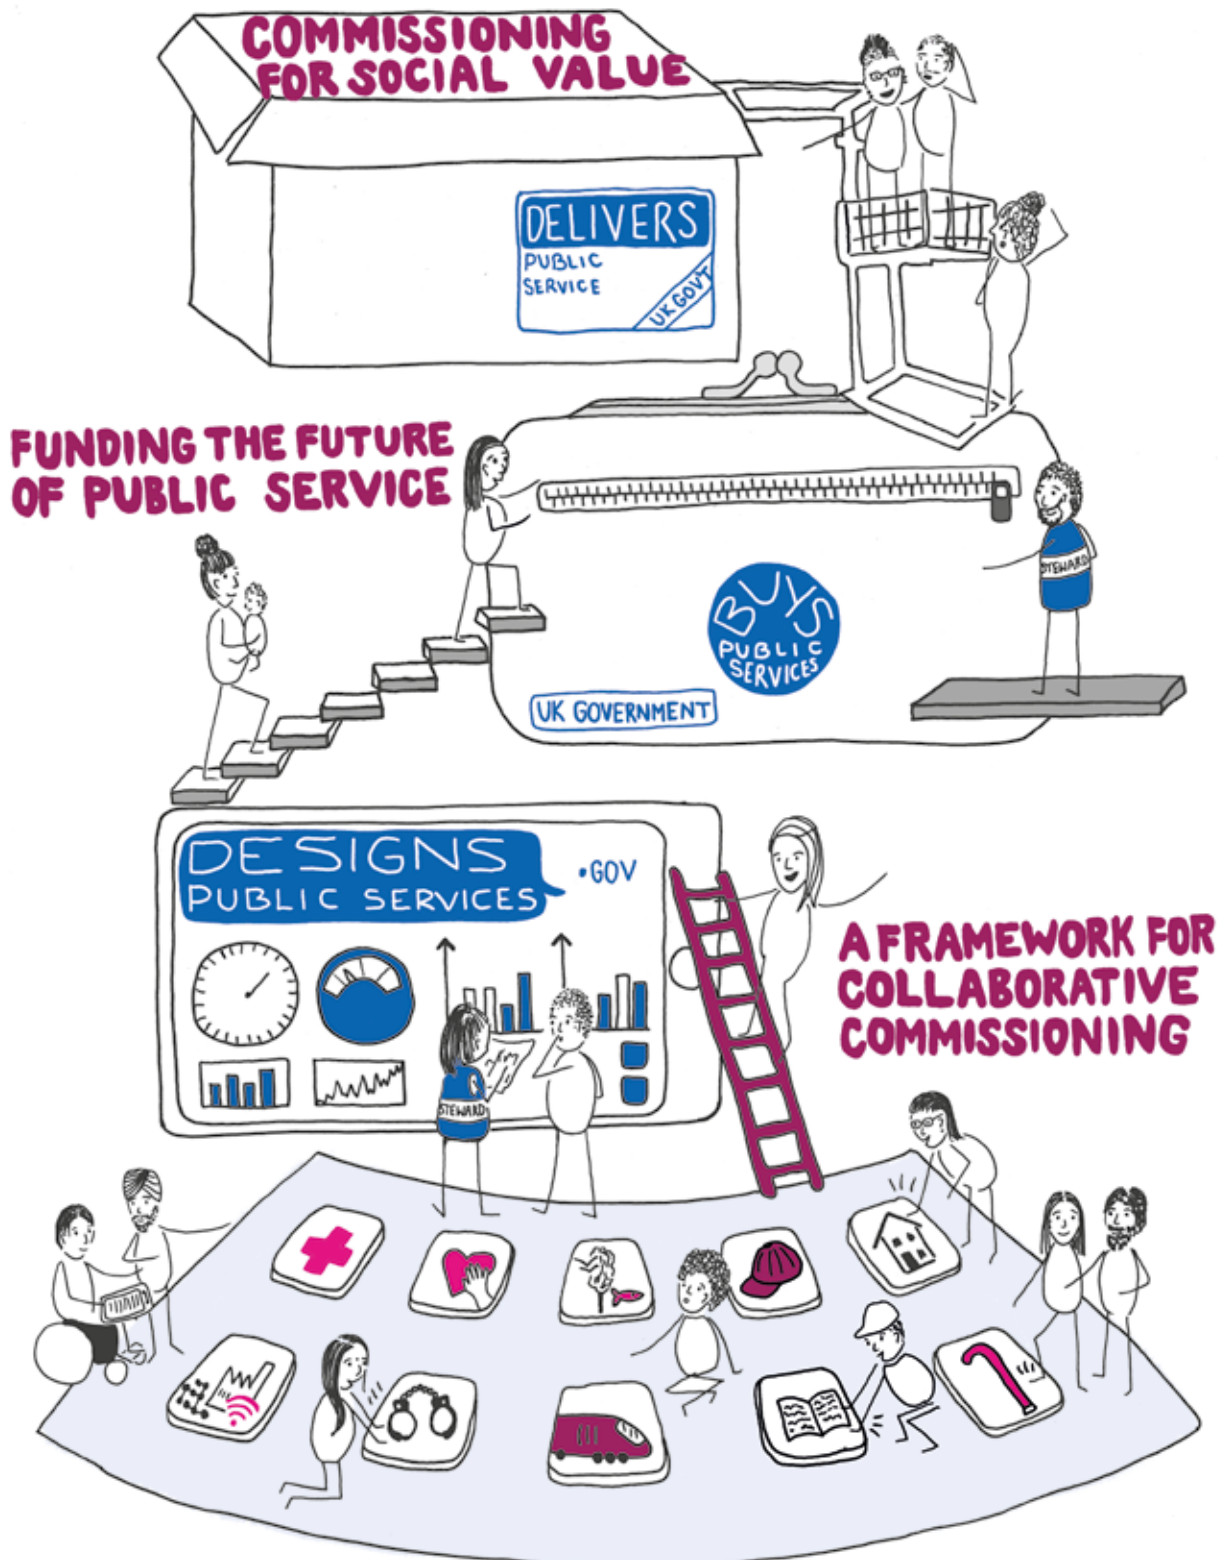 COMMISSIONING
FOR SOCIAL VALUE
DELIVERS
PUBLIC
SERVICE
UK GOV'T
FUNDING THE FUTURE
OF PUBLIC SERVICE
STEWARD
BUYS
PUBLIC
SERVICES
UK GOVERNMENT
DESIGNS
PUBLIC SERVICES
•GOV
A FRAMEWORK FOR
COLLABORATIVE
COMMISSIONING
STEWARD